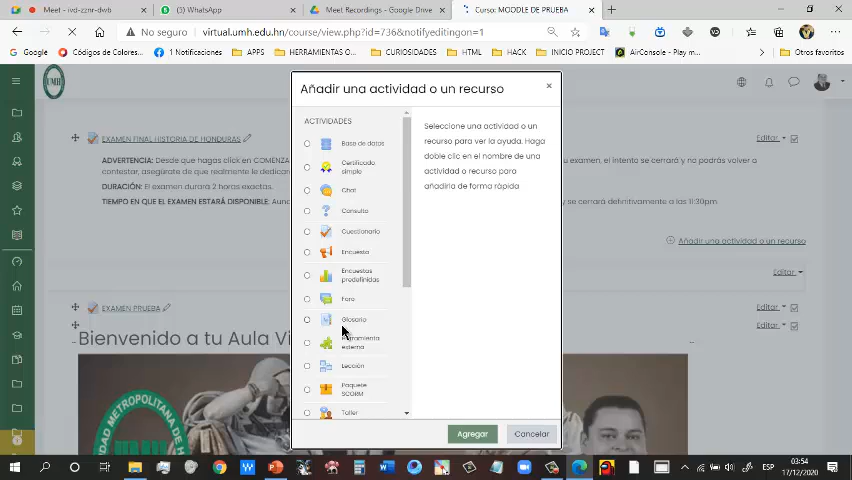 Meet - ivd-zznr-dwb
(3) WhatsApp
Meet Recordings – Google Drive
Curso: MOODLE DE PRUEBA
No seguro
virtual.umh.edu.hn/course/view.php?id=736&notifyeditingon=1
Google
Códigos de Colores...
1 Notificaciones
APPS
HERRAMIENTAS O...
CURIOSIDADES
HTML
HACK
INICIO PROJECT
AirConsole - Play m...
Otros favoritos
UMH
Añadir una actividad o un recurso
ACTIVIDADES
Base de datos
Certificado
simple
Chat
Consulta
Cuestionario
Encuesta
Encuestas
predefinidas
Foro
Glosario
Herramienta
externa
Lección
Paquete
SCORM
Taller
Seleccione una actividad o un
recurso para ver la ayuda. Haga
doble clic en el nombre de una
actividad o recurso para
añadirla de forma rápida
Agregar
Cancelar
EXAMEN FINAL HISTORIA DE HONDURAS
Editar
ADVERTENCIA: Desde que hagas click en COMENZA
, el intento se cerrará y no podrás volver a
contestar, asegúrate de que realmente le dedicar
DURACIÓN: El examen durará 2 horas exactas.
TIEMPO EN QUE EL EXAMEN ESTARÁ DISPONIBLE: Aun
y se cerrará definitivamente a las 11:30pm.
Añadir una actividad o un recurso
Editar
EXAMEN PRUEBA
Editar
Editar
Bienvenido a tu Aula Vi
DAD METROPOLITANA DE H
ESP
03:54
17/12/2020